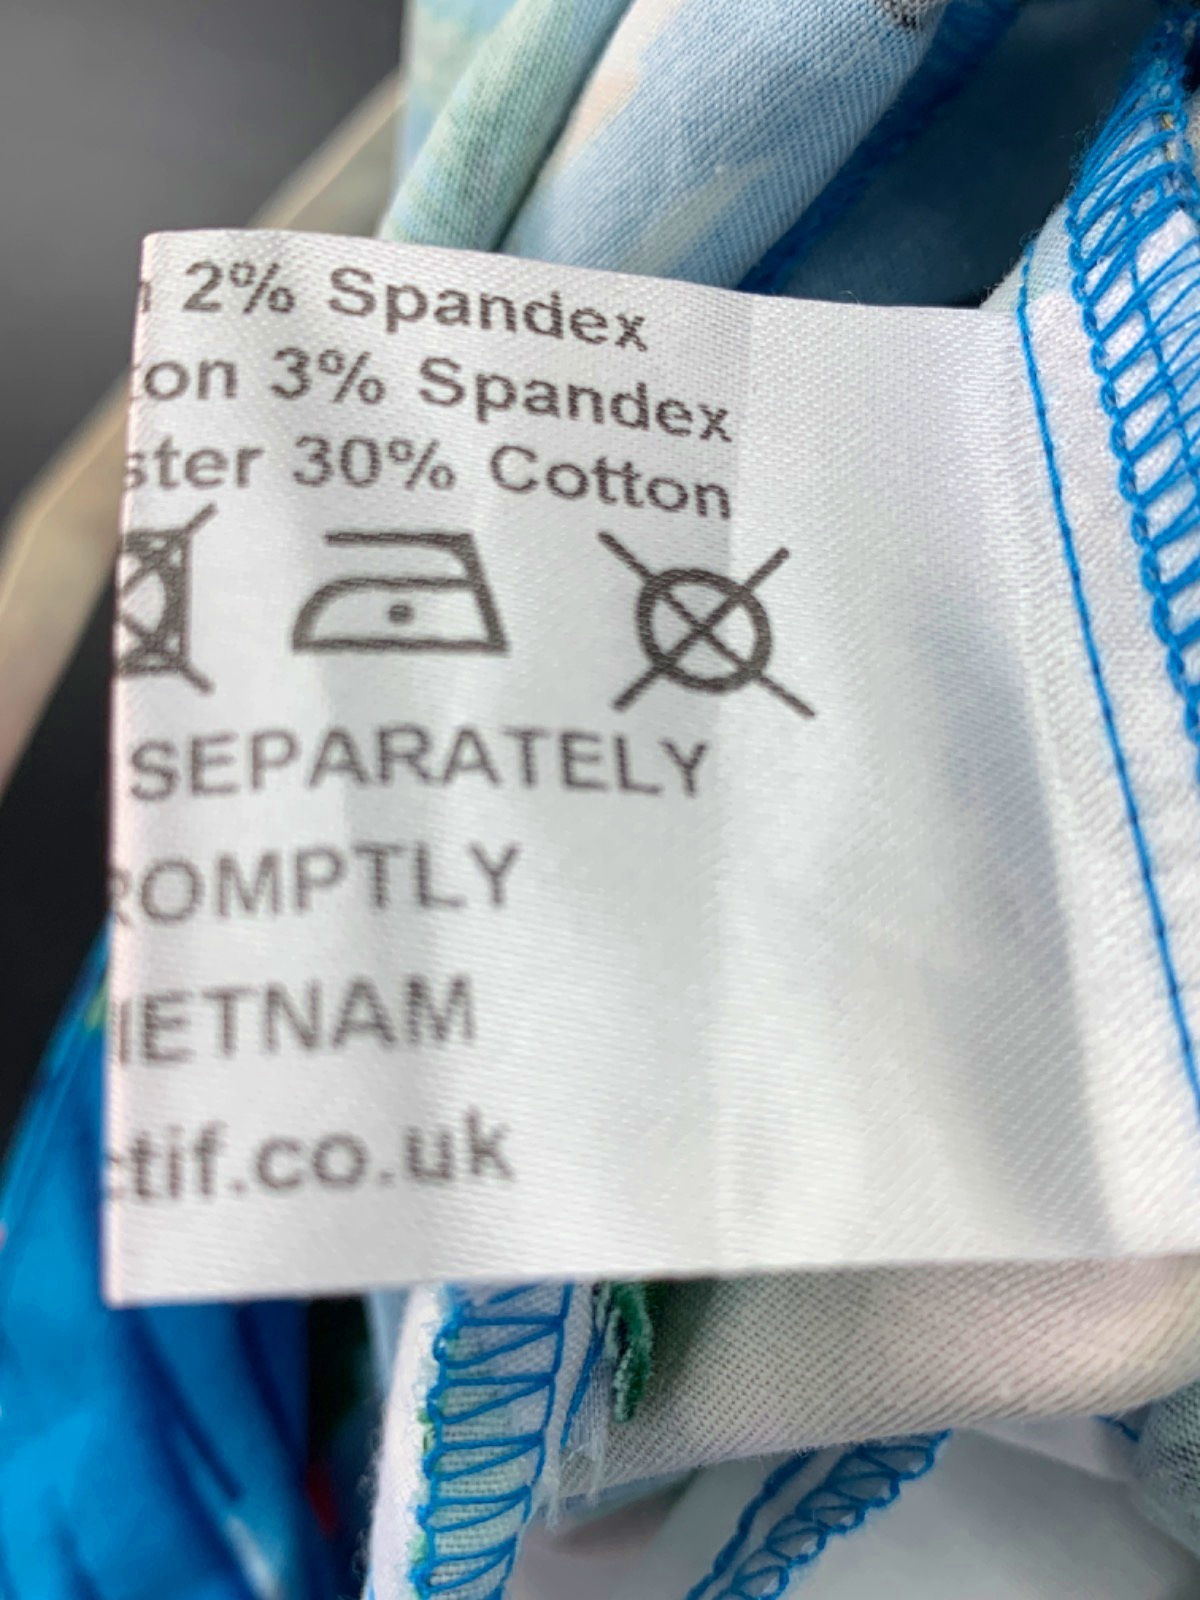 2% Spandex
on 3% Spandex
ster 30% Cotton
SEPARATELY
ROMPTLY
IETNAM
tif.co.uk